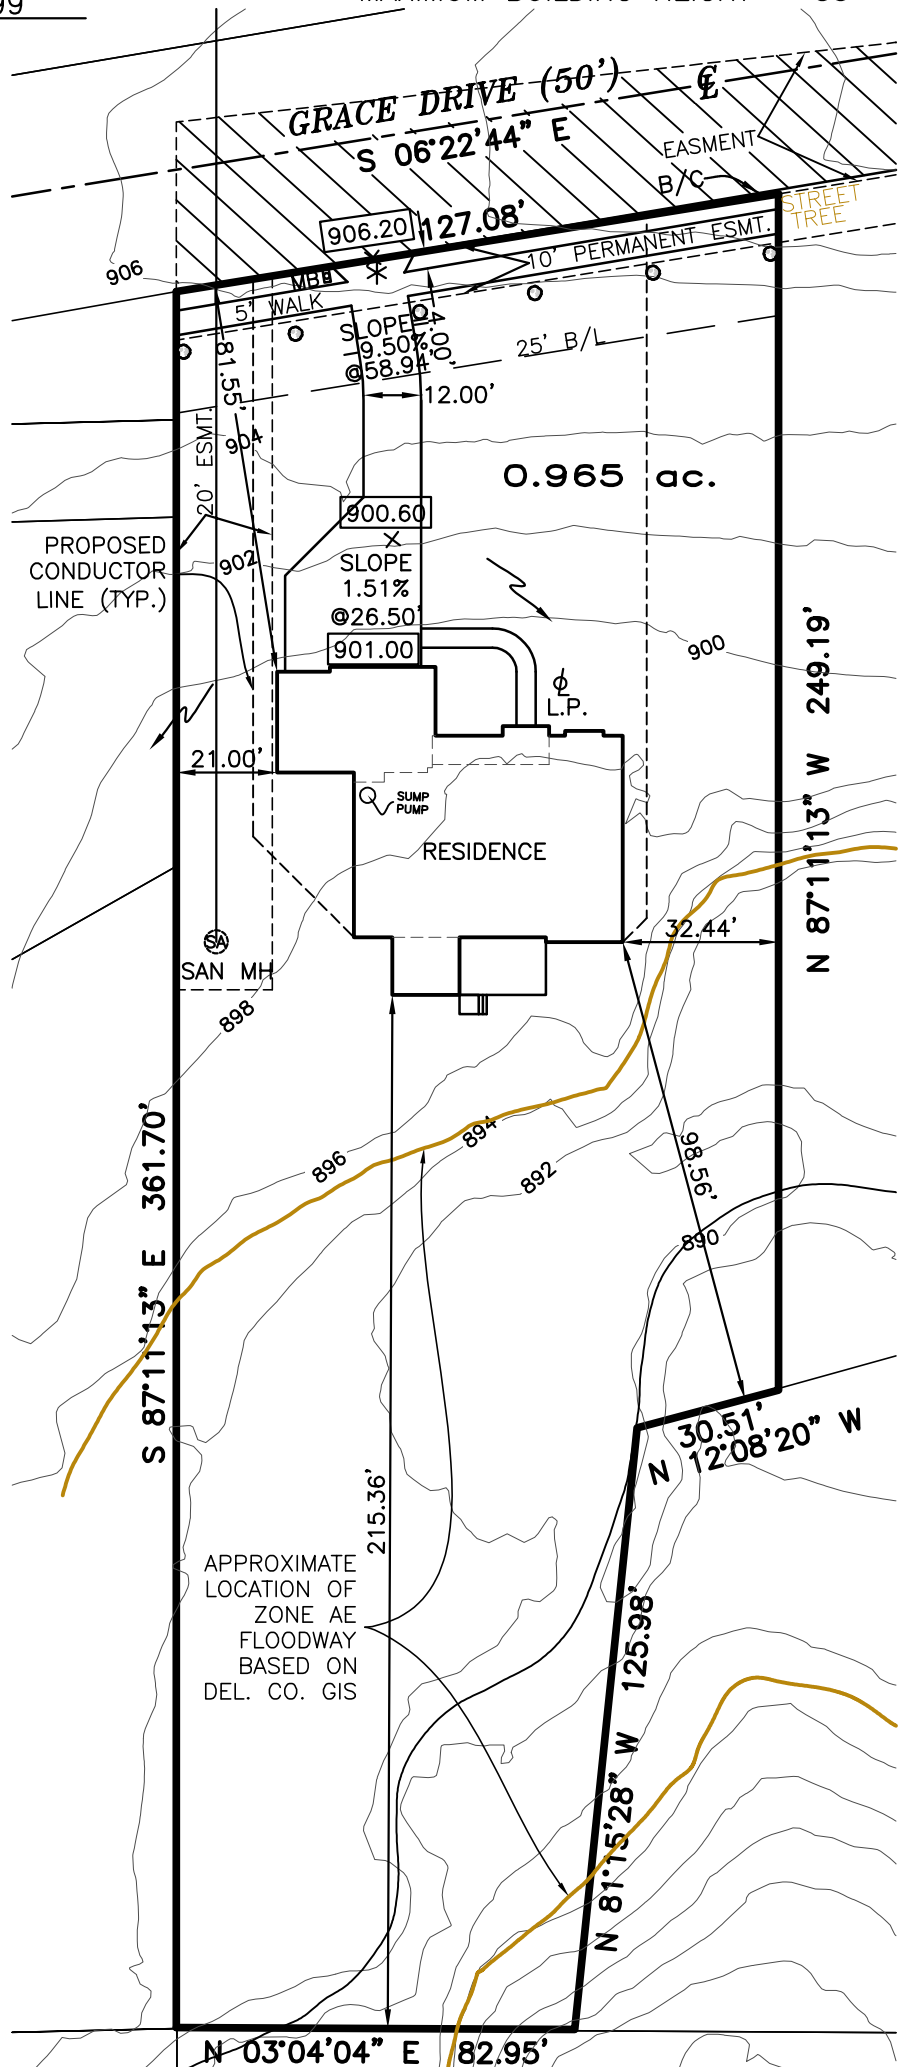 GRACE DRIVE (50')
S 06°22'44" E
EASMENT
B/C
STREET
TREE
906.20
127.08'
10' PERMANENT ESMT.
906
5' WALK
SLOPE
9.50%
@58.94'
4.00'
25' B/L
81.55'
12.00'
904
20' ESMT.
0.965 ac.
900.60
PROPOSED
CONDUCTOR
LINE (TYP.)
902
SLOPE
1.51%
@26.50'
901.00
900
N 87°11'13" W 249.19'
L.P.
21.00'
SUMP
PUMP
RESIDENCE
32.44'
SA
SAN MH
898
896
894
892
98.56'
890
S 87°11'13" E 361.70'
30.51'
N 12°08'20" W
215.36'
APPROXIMATE
LOCATION OF
ZONE AE
FLOODWAY
BASED ON
DEL. CO. GIS
N 81°15'28" W 125.98'
N 03°04'04" E 82.95'